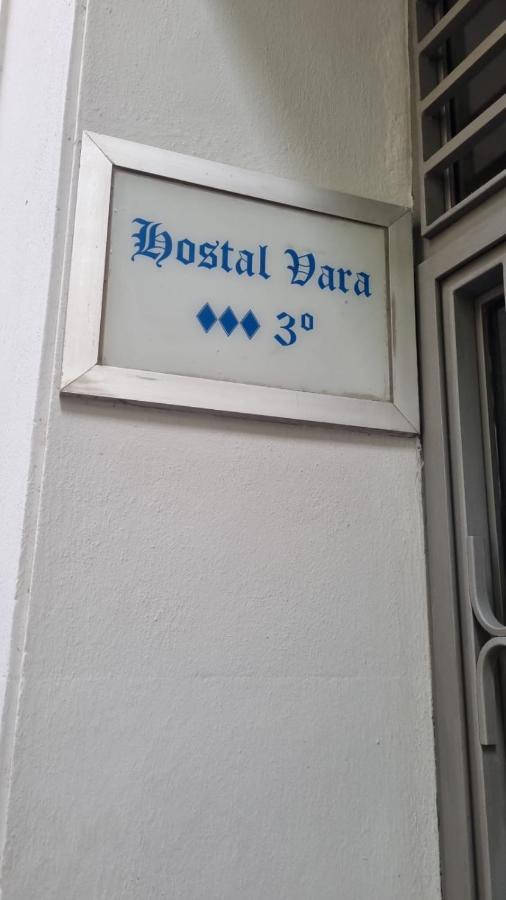 Hostal Vara
♦♦♦ 3º